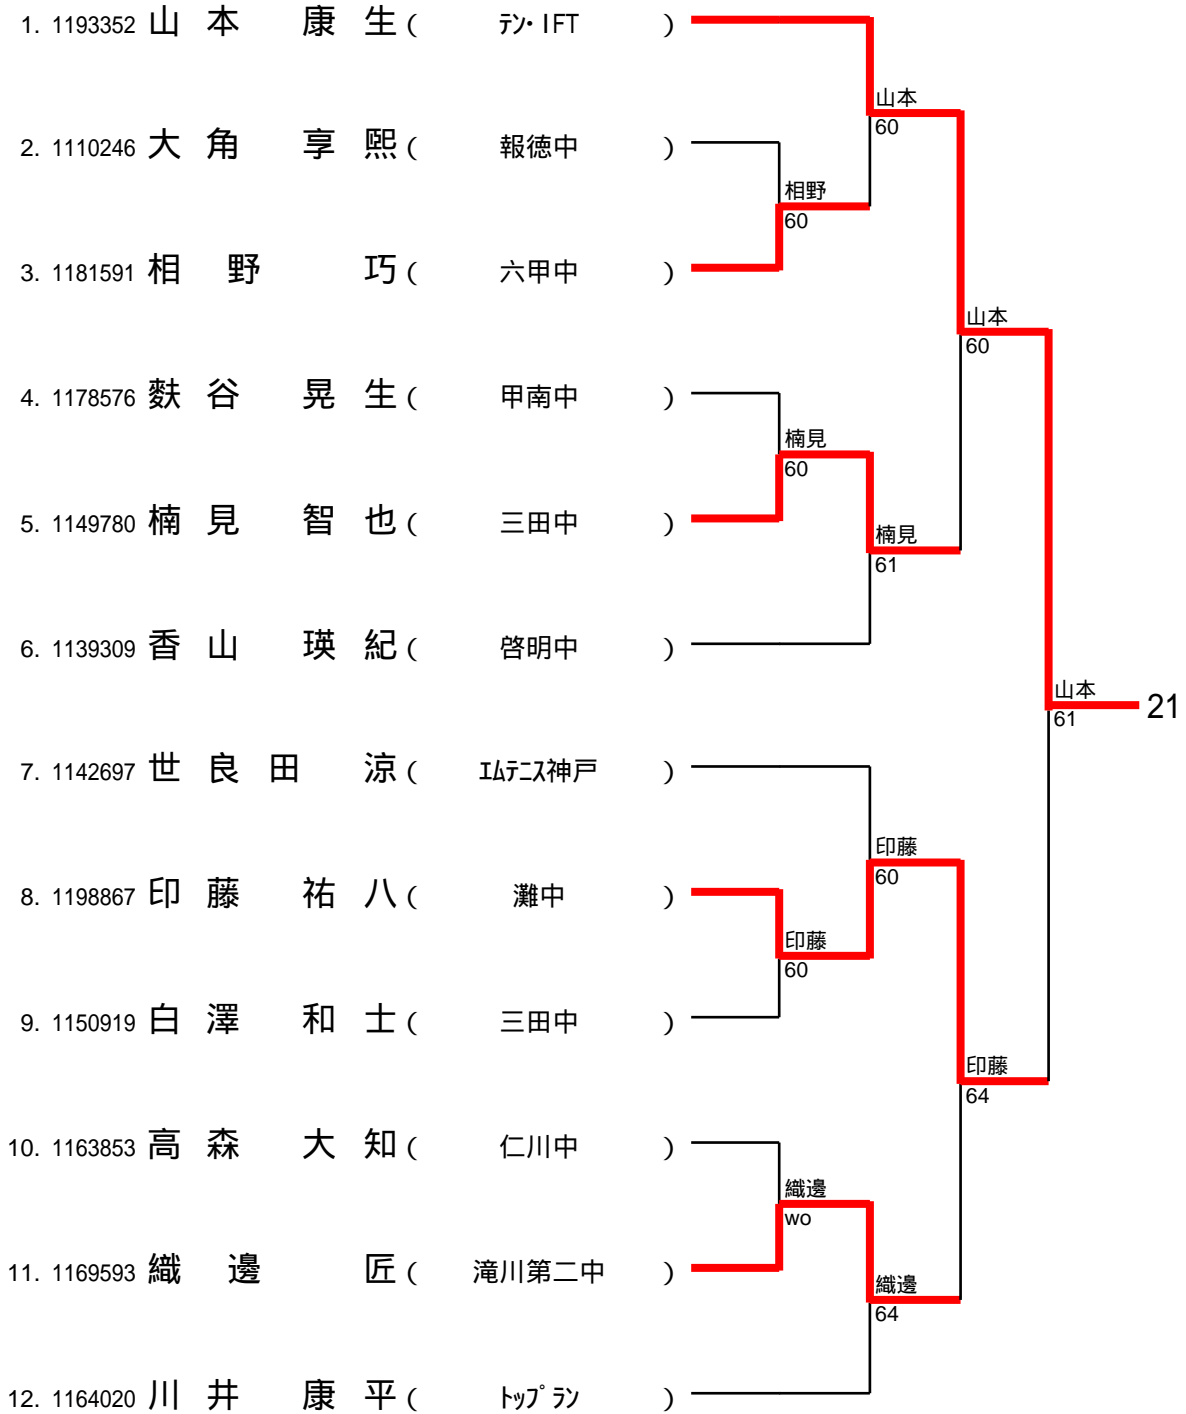 1. 1193352 山本 康生 ( テン・IFT )
山本
60
2. 1110246 大角 享熙 ( 報徳中 )
相野
60
3. 1181591 相野 巧 ( 六甲中 )
山本
60
4. 1178576 麩谷 晃生 ( 甲南中 )
楠見
60
5. 1149780 楠見 智也 ( 三田中 )
楠見
61
6. 1139309 香山 瑛紀 ( 啓明中 )
山本
61
21
7. 1142697 世良田 涼 ( エムテニス神戸 )
印藤
60
8. 1198867 印藤 祐八 ( 灘中 )
印藤
60
9. 1150919 白澤 和士 ( 三田中 )
印藤
64
10. 1163853 高森 大知 ( 仁川中 )
織邊
wo
11. 1169593 織邊 匠 ( 滝川第二中 )
織邊
64
12. 1164020 川井 康平 ( トップラン )